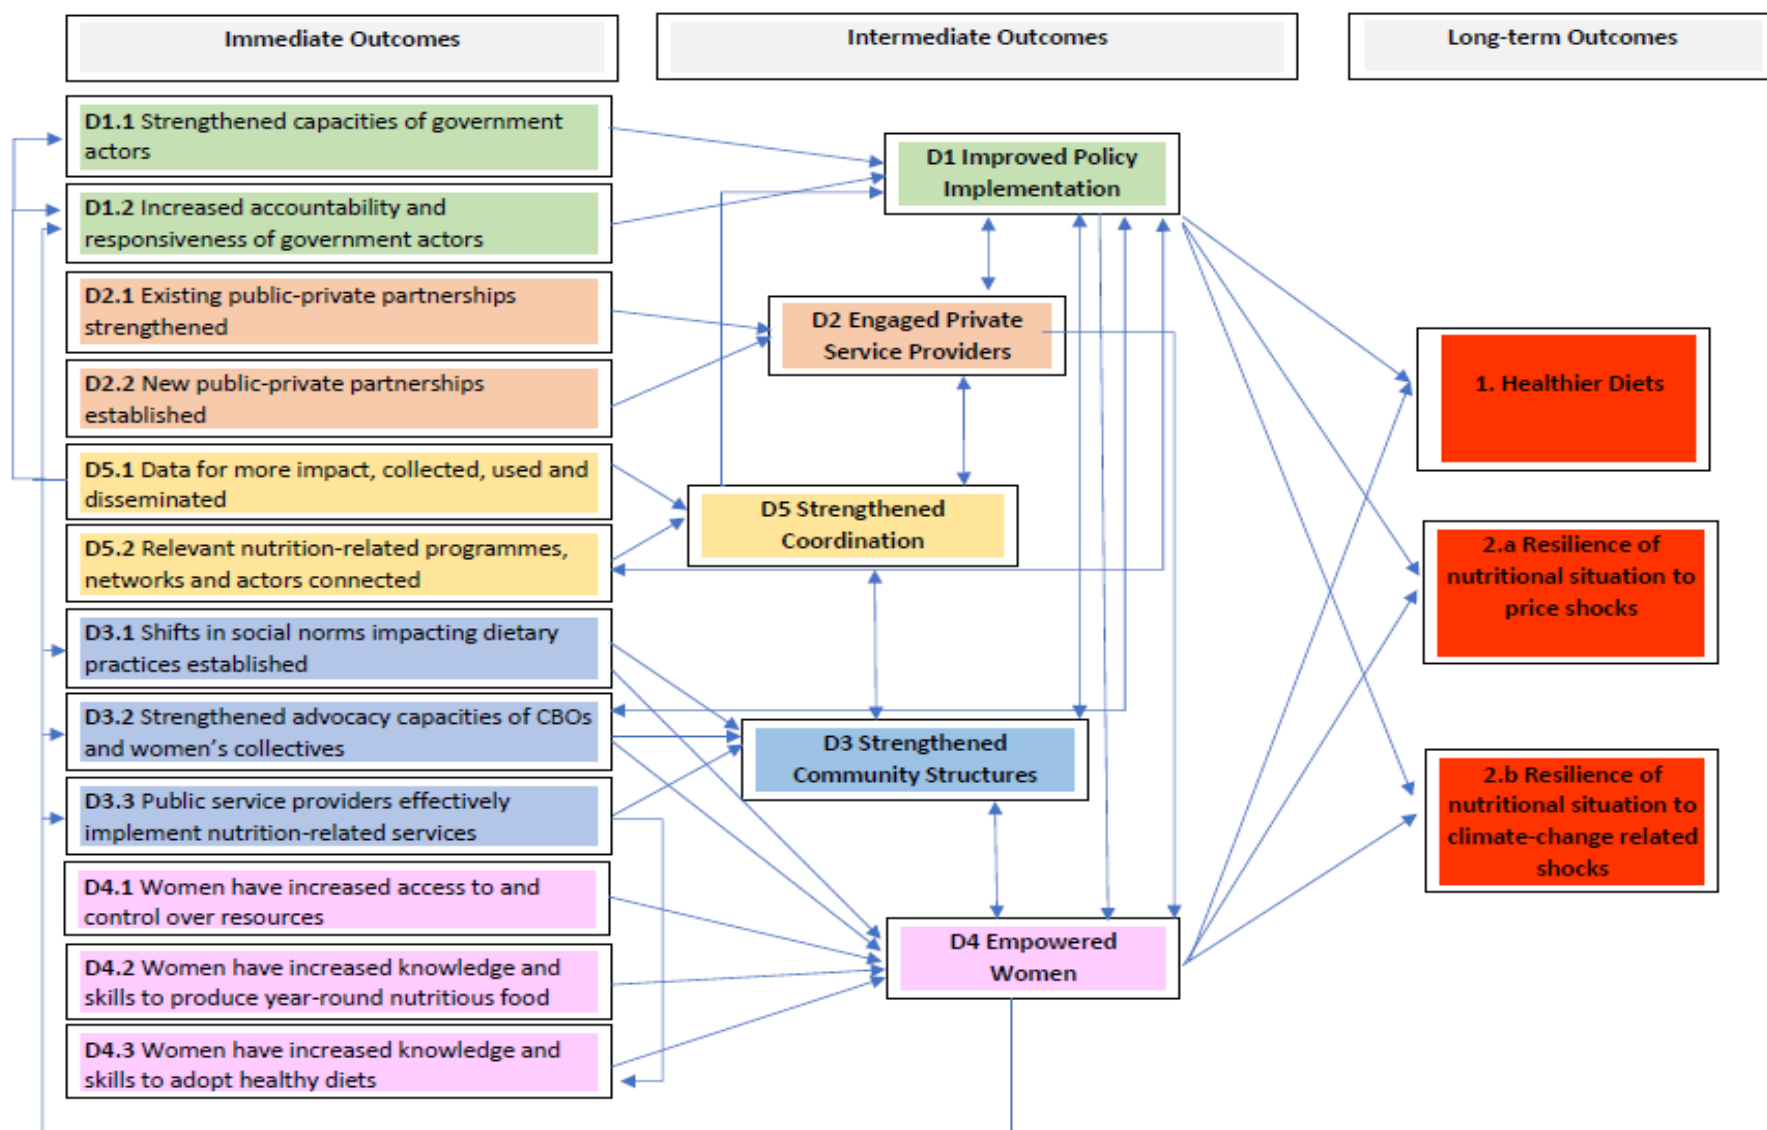 Immediate Outcomes
Intermediate Outcomes
Long-term Outcomes
D1.1 Strengthened capacities of government
actors
D1.2 Increased accountability and
responsiveness of government actors
D2.1 Existing public-private partnerships
strengthened
D2.2 New public-private partnerships
established
D5.1 Data for more impact, collected, used and
disseminated
D5.2 Relevant nutrition-related programmes,
networks and actors connected
D3.1 Shifts in social norms impacting dietary
practices established
D3.2 Strengthened advocacy capacities of CBOs
and women’s collectives
D3.3 Public service providers effectively
implement nutrition-related services
D4.1 Women have increased access to and
control over resources
D4.2 Women have increased knowledge and
skills to produce year-round nutritious food
D4.3 Women have increased knowledge and
skills to adopt healthy diets
D1 Improved Policy
Implementation
D2 Engaged Private
Service Providers
D5 Strengthened
Coordination
D3 Strengthened
Community Structures
D4 Empowered
Women
1. Healthier Diets
2.a Resilience of
nutritional situation to
price shocks
2.b Resilience of
nutritional situation to
climate-change related
shocks